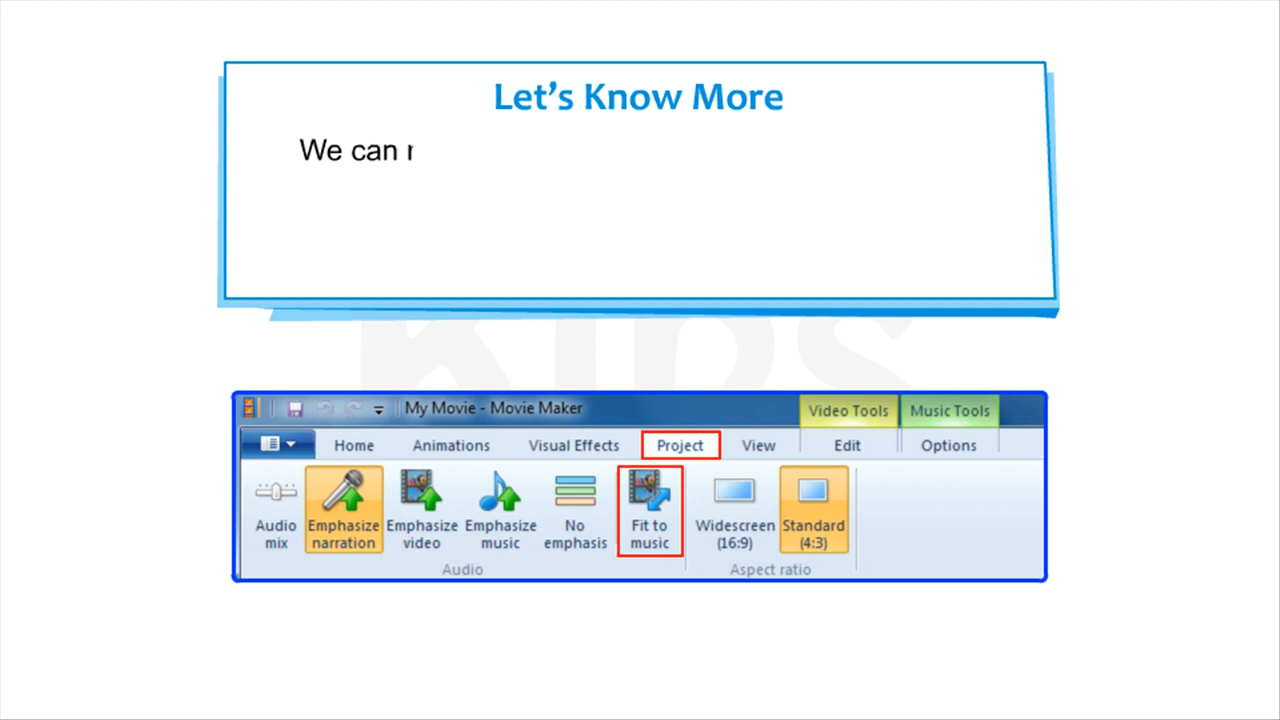 Let's Know More
We can
KIPS
My Movie - Movie Maker
Video Tools
Music Tools
Home
Animations
Visual Effects
Project
View
Edit
Options
Audio mix
Emphasize narration
Emphasize video
Emphasize music
No emphasis
Fit to music
Widescreen (16:9)
Standard (4:3)
Audio
Aspect ratio